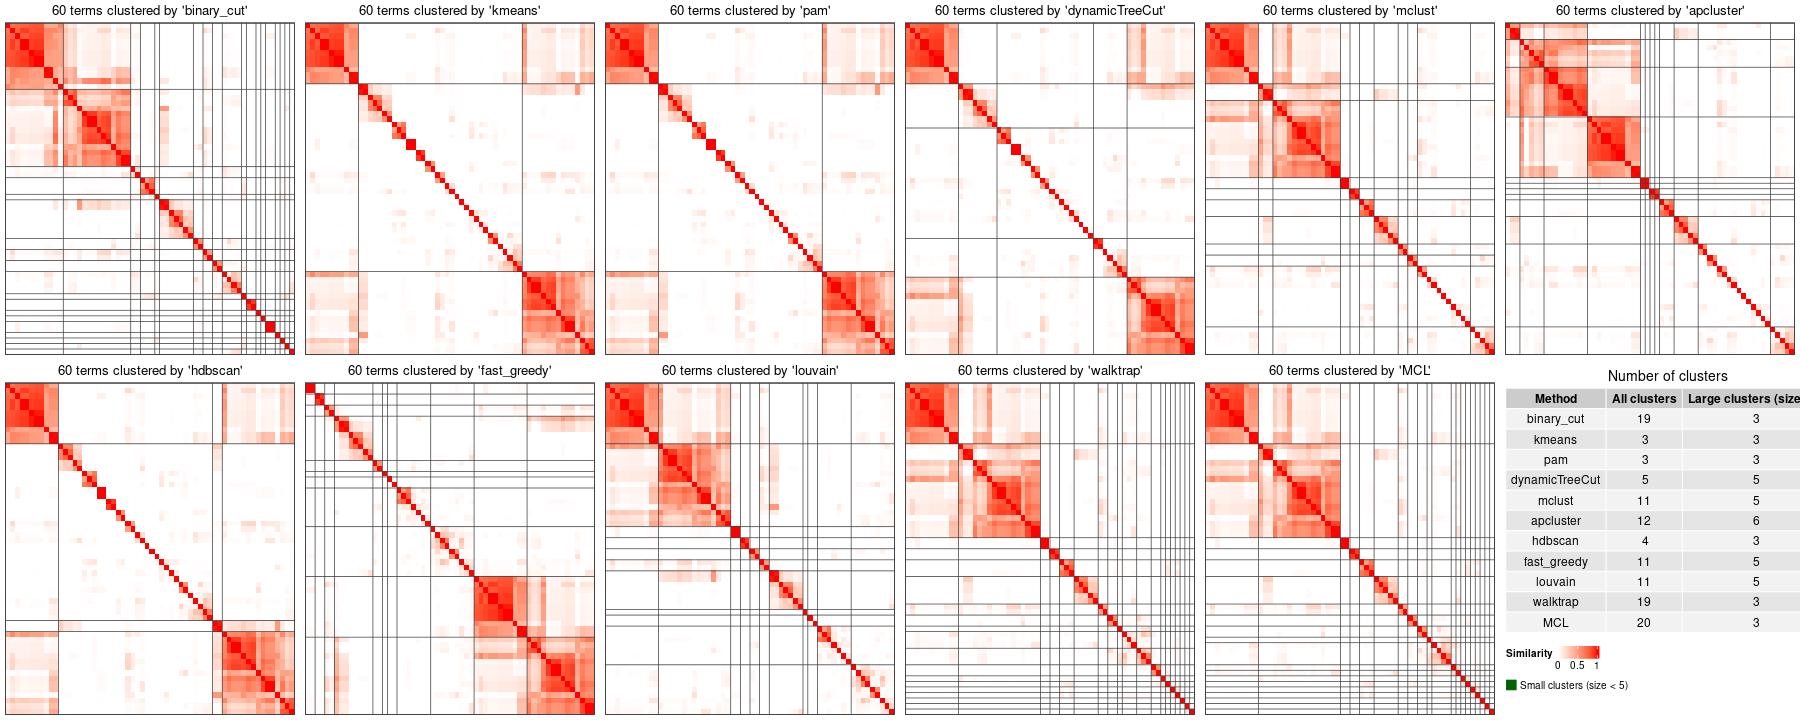 60 terms clustered by 'binary_cut'
60 terms clustered by 'kmeans'
60 terms clustered by 'pam'
60 terms clustered by 'dynamicTreeCut'
60 terms clustered by 'mclust'
60 terms clustered by 'apcluster'
60 terms clustered by 'hdbscan'
60 terms clustered by 'fast_greedy'
60 terms clustered by 'louvain'
60 terms clustered by 'walktrap'
60 terms clustered by 'MCL'
Number of clusters
Method All clusters Large clusters (size
binary_cut 19 3
kmeans 3 3
pam 3 3
dynamicTreeCut 5 5
mclust 11 5
apcluster 12 6
hdbscan 4 3
fast_greedy 11 5
louvain 11 5
walktrap 19 3
MCL 20 3
Similarity
0 0.5 1
Small clusters (size < 5)